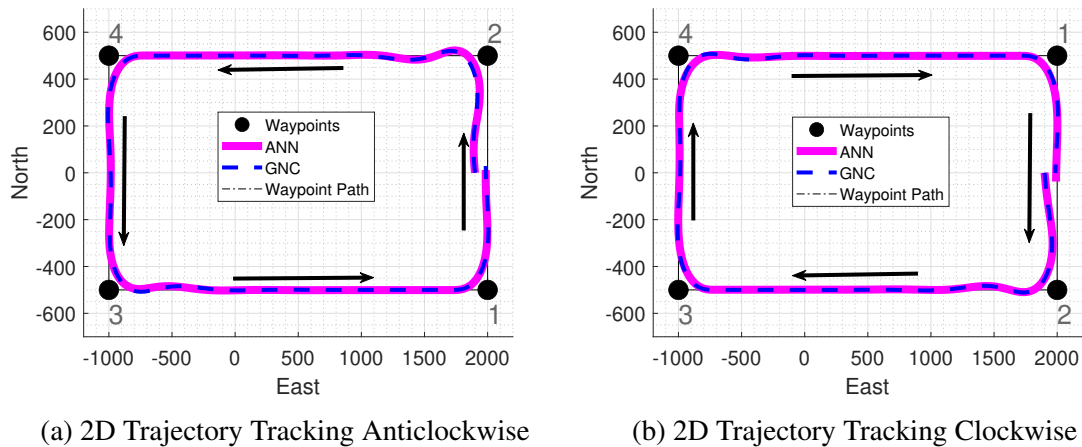 4 2
600
400
200
0
-200
-400
-600
North
Waypoints
ANN
GNC
Waypoint Path
3 1
-1000 -500 0 500 1000 1500 2000
East
(a) 2D Trajectory Tracking Anticlockwise
4 1
600
400
200
0
-200
-400
-600
North
Waypoints
ANN
GNC
Waypoint Path
3 2
-1000 -500 0 500 1000 1500 2000
East
(b) 2D Trajectory Tracking Clockwise